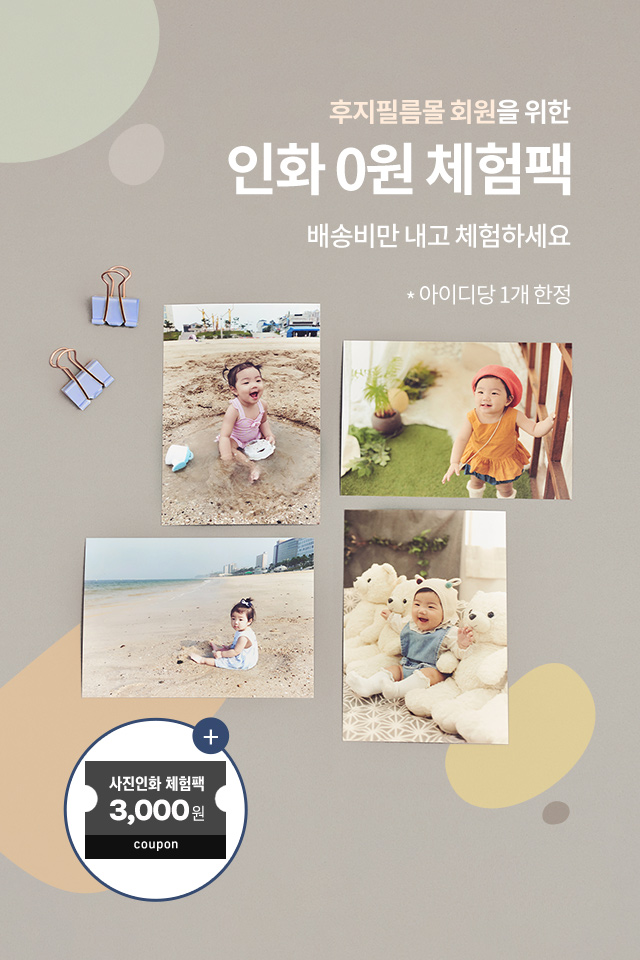 후지필름몰 회원을 위한
인화 0원 체험팩
배송비만 내고 체험하세요
* 아이디당 1개 한정
+
사진인화 체험팩
3,000원
coupon